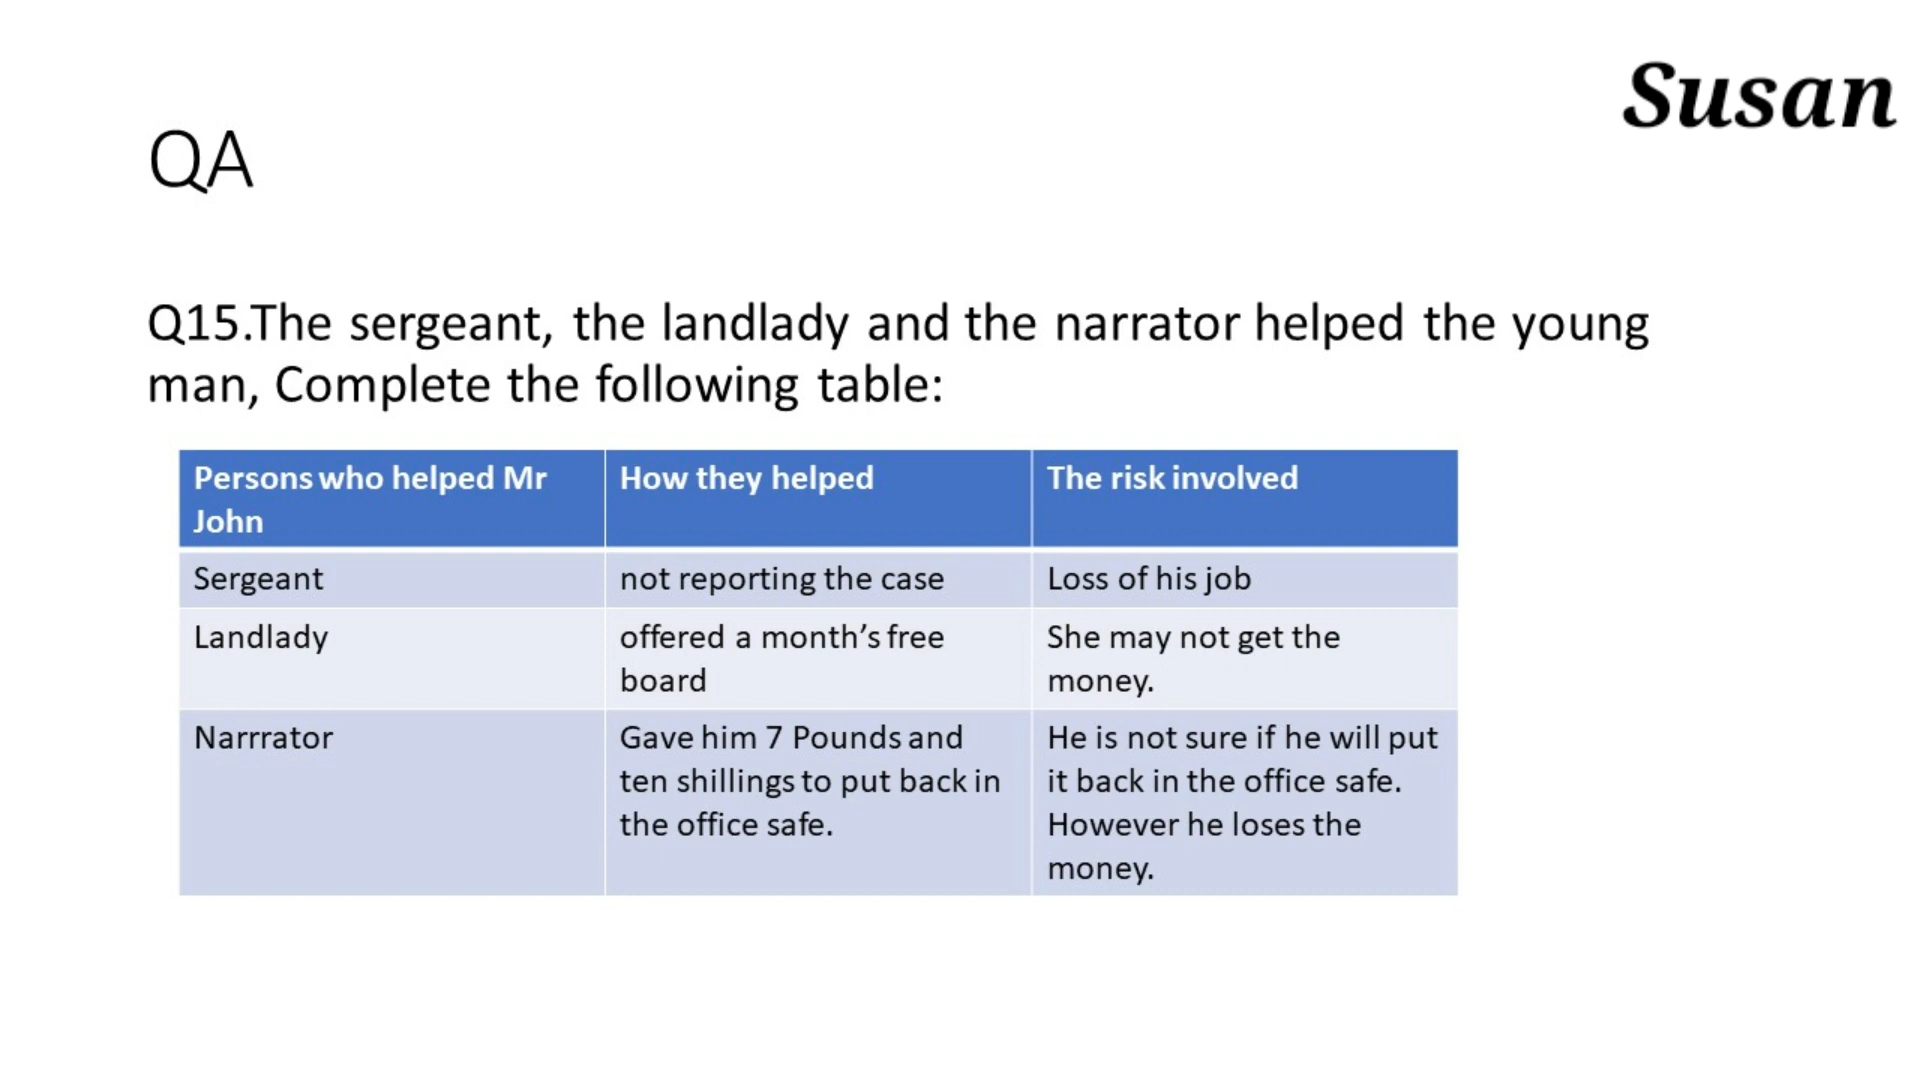 Susan
QA
Q15.The sergeant, the landlady and the narrator helped the young
man, Complete the following table:
Persons who helped Mr
John
How they helped
The risk involved
Sergeant
not reporting the case
Loss of his job
Landlady
offered a month’s free
board
She may not get the
money.
Narrrator
Gave him 7 Pounds and
ten shillings to put back in
the office safe.
He is not sure if he will put
it back in the office safe.
However he loses the
money.